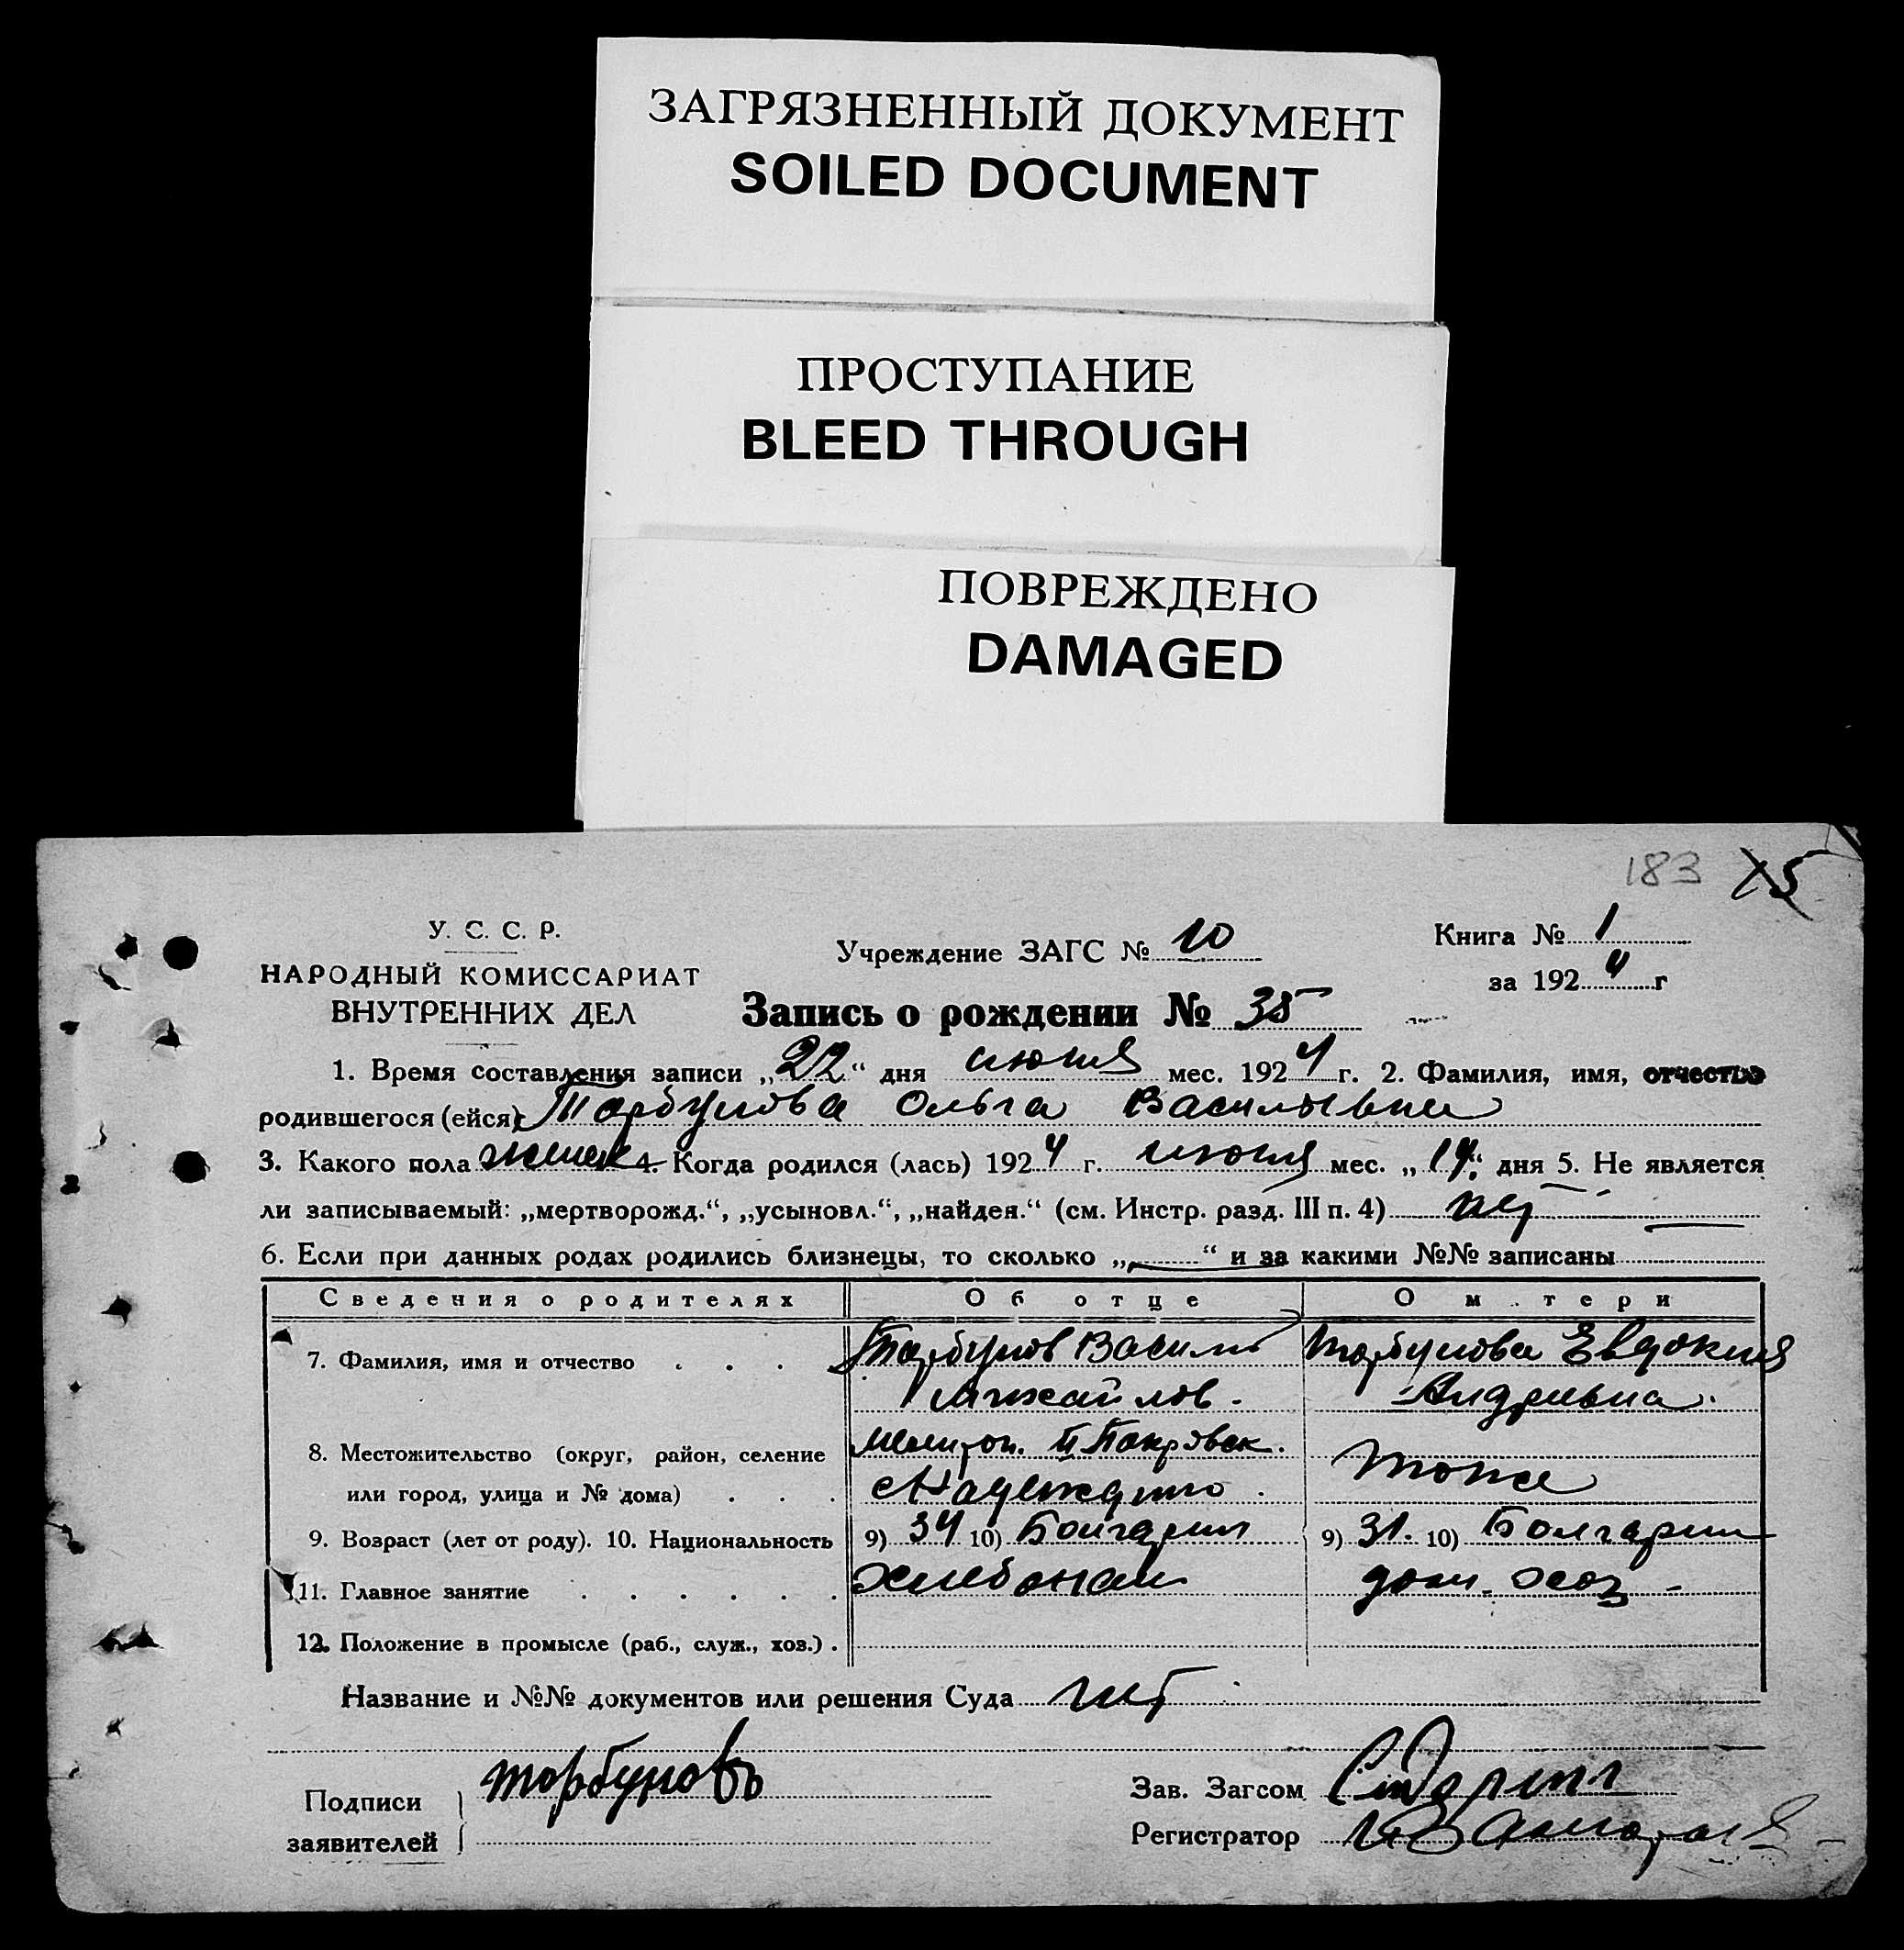 ЗАГРЯЗНЕННЫЙ ДОКУМЕНТ
SOILED DOCUMENT
ПРОСТУПАНИЕ
BLEED THROUGH
ПОВРЕЖДЕНО
DAMAGED
183 X5
У. С. С. Р.
НАРОДНЫЙ КОМИССАРИАТ
ВНУТРЕННИХ ДЕЛ
Учреждение ЗАГС № 10
Книга № 1
за 1924 г
Запись о рождении № 35
1. Время составления записи „22“ дня июня мес. 1924 г. 2. Фамилия, имя, отчество
родившегося (ейся) Торбунова Ольга Васильевна
3. Какого пола женск 4. Когда родился (лась) 1924 г. июня мес. „14“ дня 5. Не является
ли записываемый: „мертворожд.“, „усыновл.“, „найден.“ (см. Инстр. разд. III п. 4) нет
6. Если при данных родах родились близнецы, то сколько „—“ и за какими №№ записаны
Сведения о родителях Об отце О м тери
7. Фамилия, имя и отчество . . . Торбунов Василий Торбунова Евдокия
Михайлов. Андреевна.
8. Местожительство (округ, район, селение Мелитоп. Покровск.
или город, улица и № дома) . . . Надеждино . тоже
9. Возраст (лет от роду). 10. Национальность 9) 34 10) Болгарин 9) 31. 10) Болгарин
11. Главное занятие . . . . . . хлебопаш дом. хоз -
12. Положение в промысле (раб., служ., хоз.) .
Название и №№ документов или решения Суда нет
Подписи
заявителей
Торбуновъ
Зав. Загсом
Регистратор